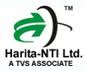 TM
Harita-NTI Ltd.
A TVS ASSOCIATE